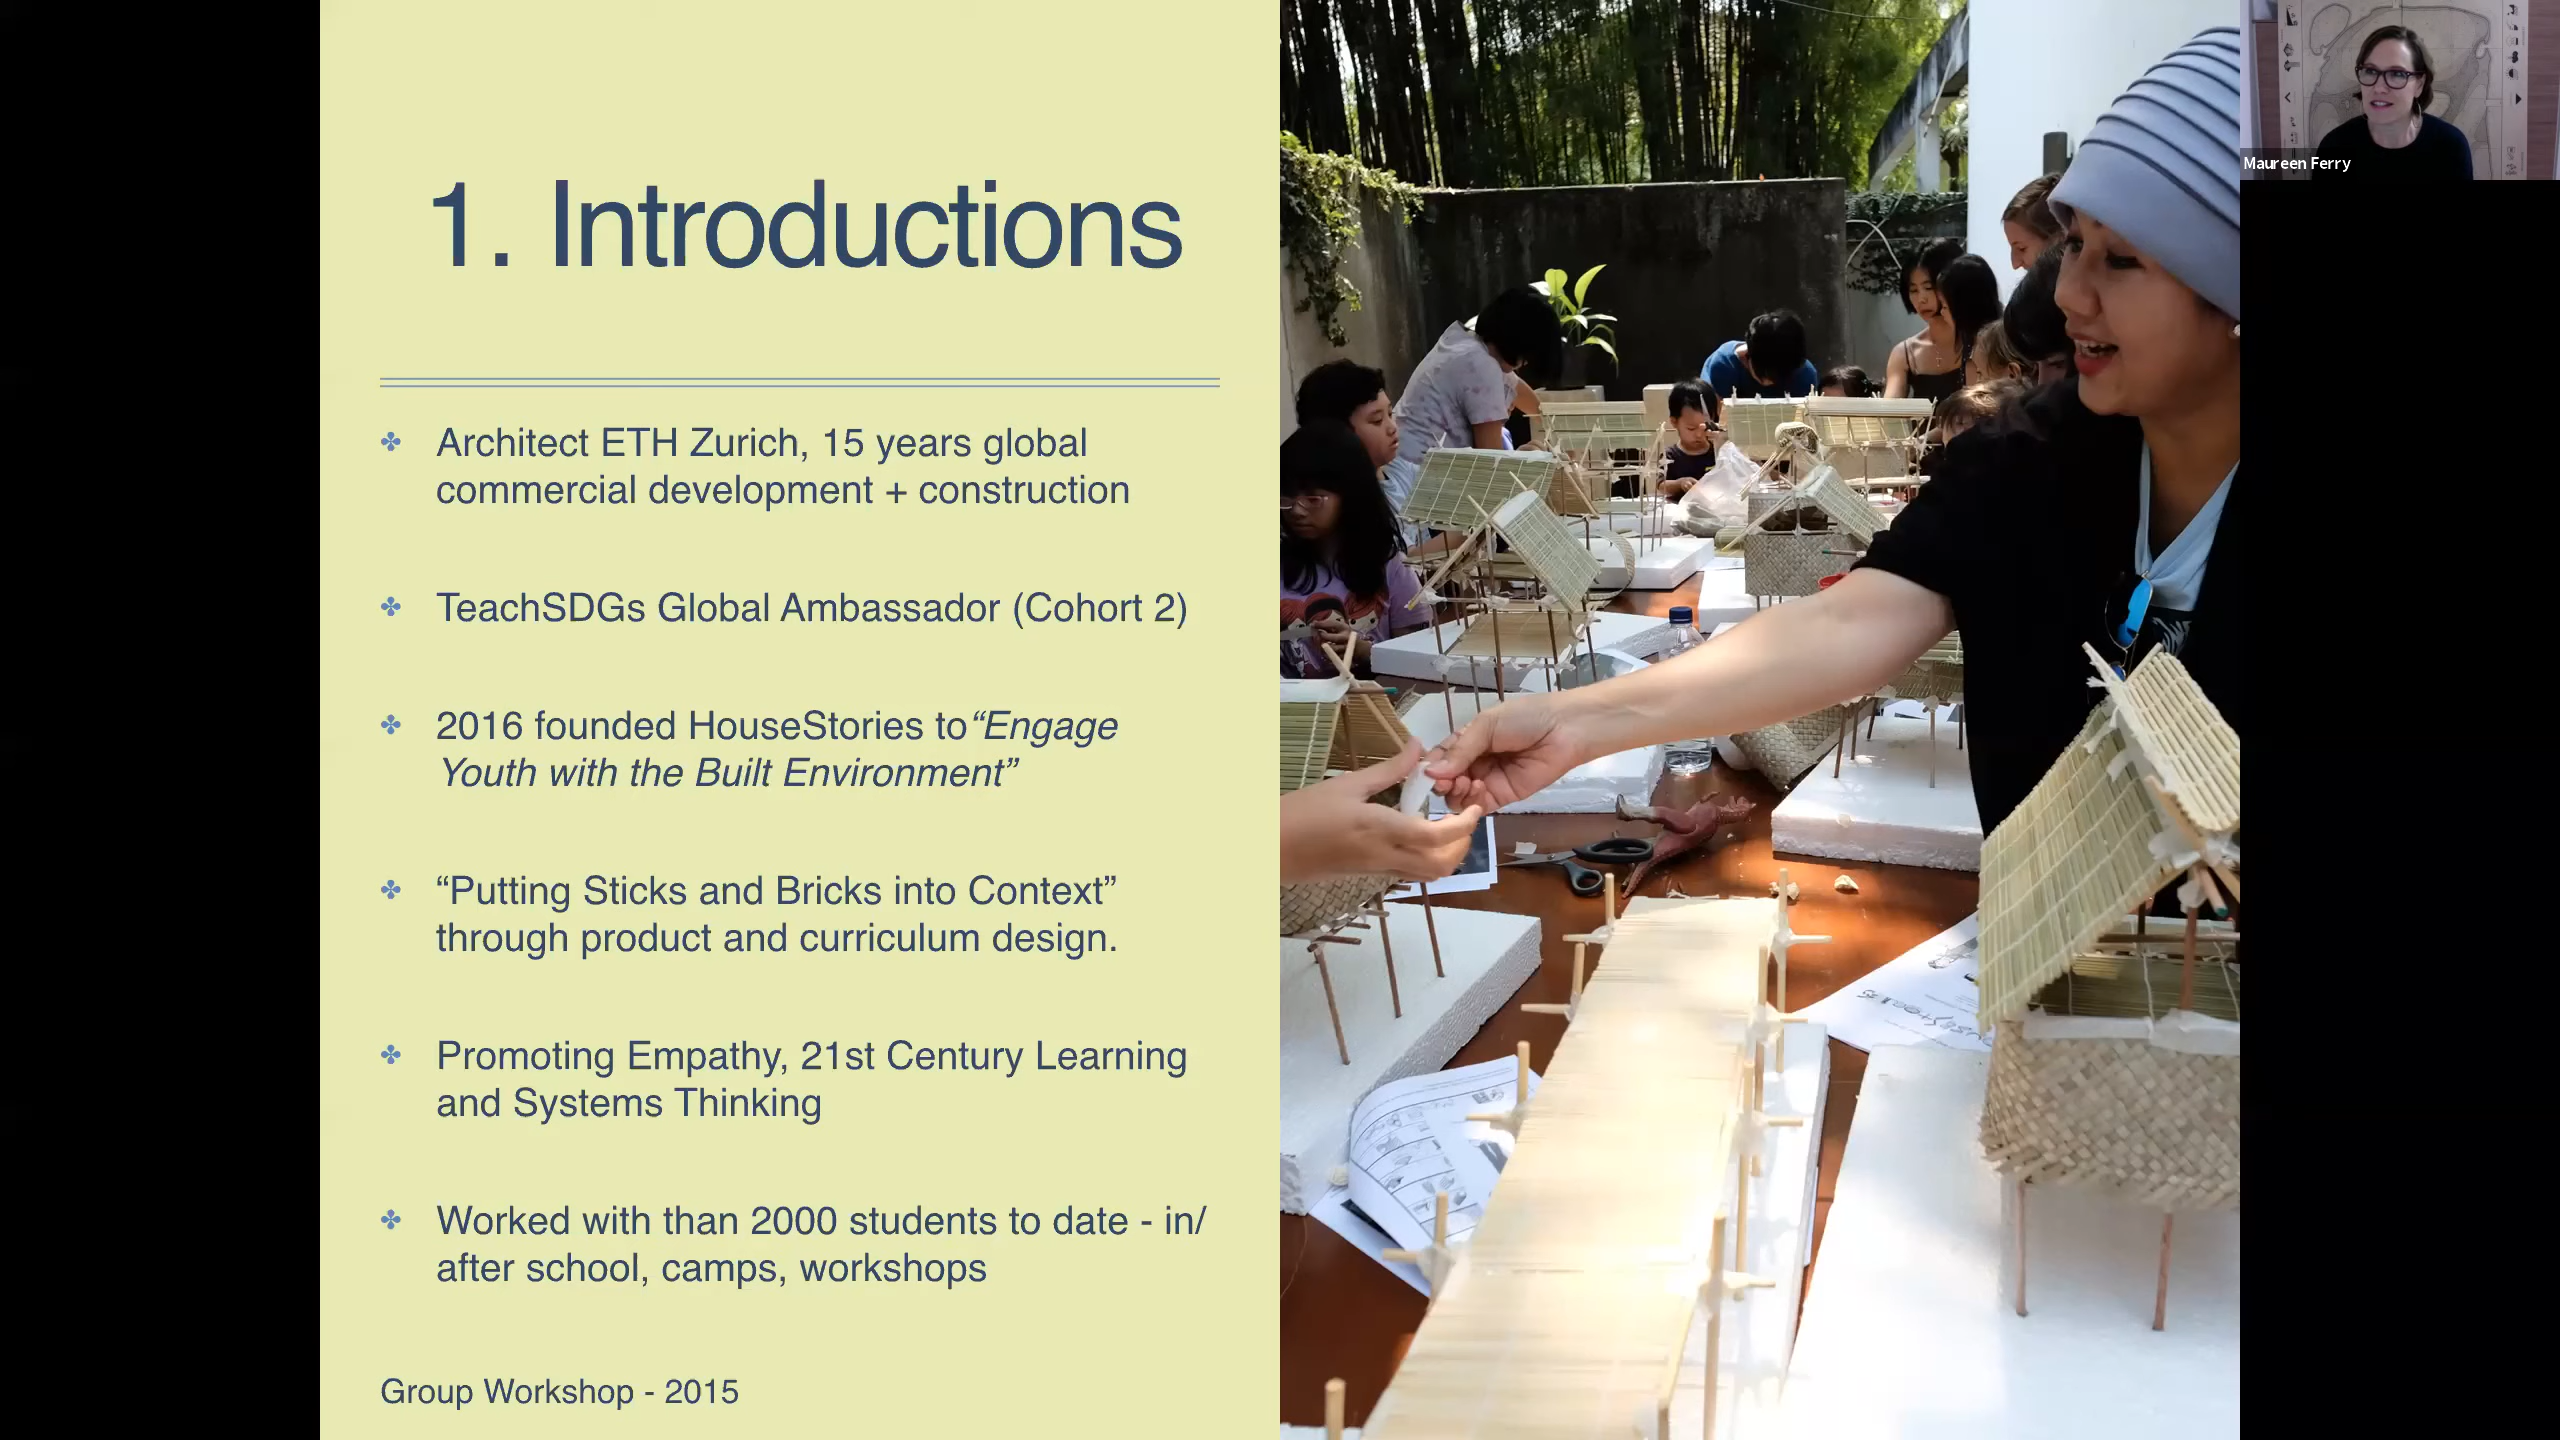 1. Introductions
Architect ETH Zurich, 15 years global
commercial development + construction
TeachSDGs Global Ambassador (Cohort 2)
2016 founded HouseStories to “Engage
Youth with the Built Environment”
“Putting Sticks and Bricks into Context”
through product and curriculum design.
Promoting Empathy, 21st Century Learning
and Systems Thinking
Worked with than 2000 students to date - in/
after school, camps, workshops
Group Workshop - 2015
Maureen Ferry